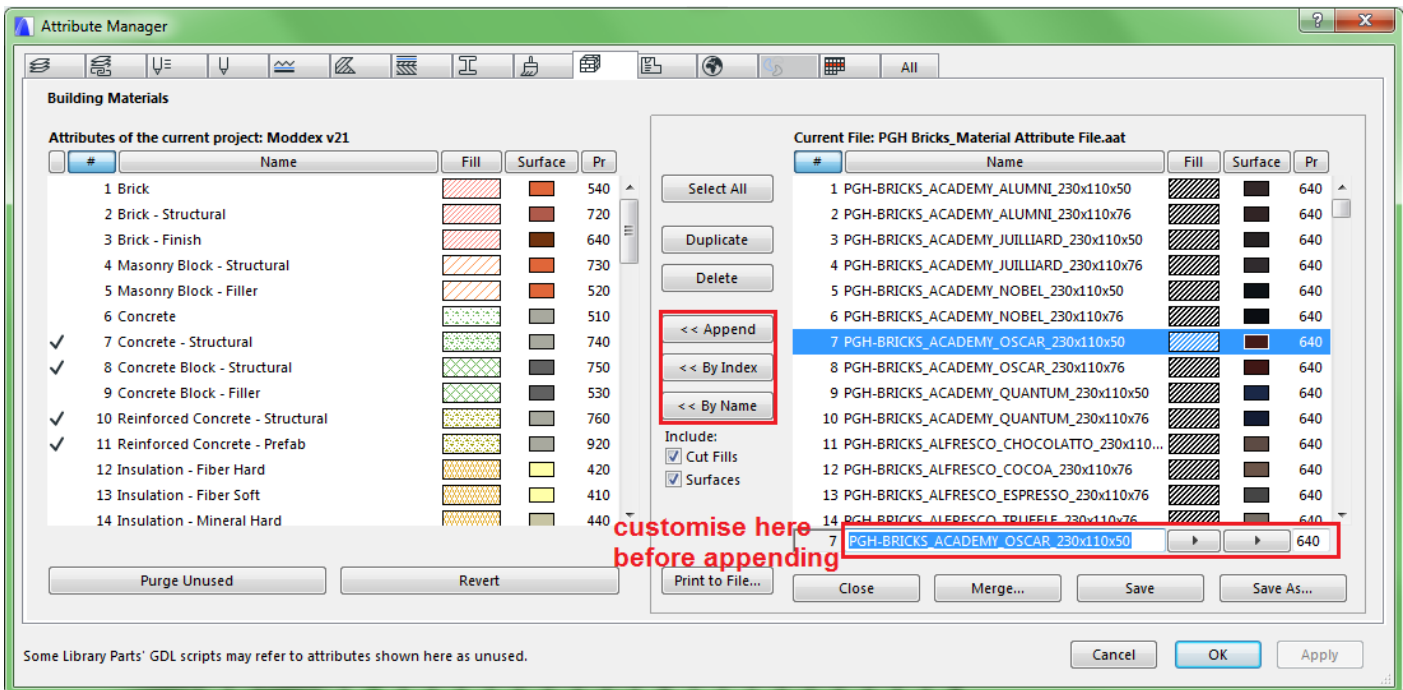 Attribute Manager
All
Building Materials
Attributes of the current project: Moddex v21
# Name Fill Surface Pr
1 Brick 540
2 Brick - Structural 720
3 Brick - Finish 640
4 Masonry Block - Structural 730
5 Masonry Block - Filler 520
6 Concrete 510
7 Concrete - Structural 740
8 Concrete Block - Structural 750
9 Concrete Block - Filler 530
10 Reinforced Concrete - Structural 760
11 Reinforced Concrete - Prefab 920
12 Insulation - Fiber Hard 420
13 Insulation - Fiber Soft 410
14 Insulation - Mineral Hard 440
Purge Unused Revert
Select All
Duplicate
Delete
<< Append
<< By Index
<< By Name
Include:
Cut Fills
Surfaces
customise here
before appending
Print to File...
Current File: PGH Bricks_Material Attribute File.aat
# Name Fill Surface Pr
1 PGH-BRICKS_ACADEMY_ALUMNI_230x110x50 640
2 PGH-BRICKS_ACADEMY_ALUMNI_230x110x76 640
3 PGH-BRICKS_ACADEMY_JUILLIARD_230x110x50 640
4 PGH-BRICKS_ACADEMY_JUILLIARD_230x110x76 640
5 PGH-BRICKS_ACADEMY_NOBEL_230x110x50 640
6 PGH-BRICKS_ACADEMY_NOBEL_230x110x76 640
7 PGH-BRICKS_ACADEMY_OSCAR_230x110x50 640
8 PGH-BRICKS_ACADEMY_OSCAR_230x110x76 640
9 PGH-BRICKS_ACADEMY_QUANTUM_230x110x50 640
10 PGH-BRICKS_ACADEMY_QUANTUM_230x110x76 640
11 PGH-BRICKS_ALFRESCO_CHOCOLATTO_230x110... 640
12 PGH-BRICKS_ALFRESCO_COCOA_230x110x76 640
13 PGH-BRICKS_ALFRESCO_ESPRESSO_230x110x76 640
14 PGH-BRICKS_ALFRESCO_TRUFFLE_230x110x76 640
7 PGH-BRICKS_ACADEMY_OSCAR_230x110x50 640
Close Merge... Save Save As...
Some Library Parts' GDL scripts may refer to attributes shown here as unused.
Cancel OK Apply